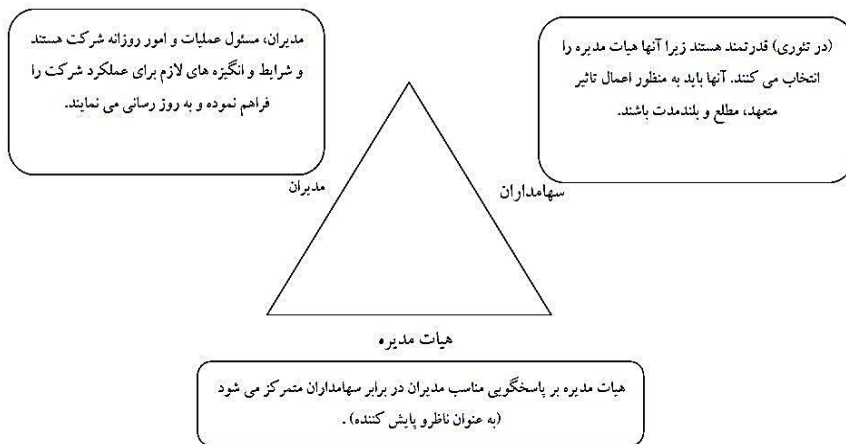 (در تئوری) قدرتمند هستند زیرا آنها هیات مدیره را
انتخاب می کنند. آنها باید به منظور اعمال تاثیر
متعهد، مطلع و بلندمدت باشند.
مدیران، مسئول عملیات و امور روزانه شرکت هستند
و شرایط و انگیزه های لازم برای عملکرد شرکت را
فراهم نموده و به روز رسانی می نمایند.
سهامداران
مدیران
هیات مدیره
هیات مدیره بر پاسخگویی مناسب مدیران در برابر سهامداران متمرکز می شود
(به عنوان ناظرو پایش کننده) .